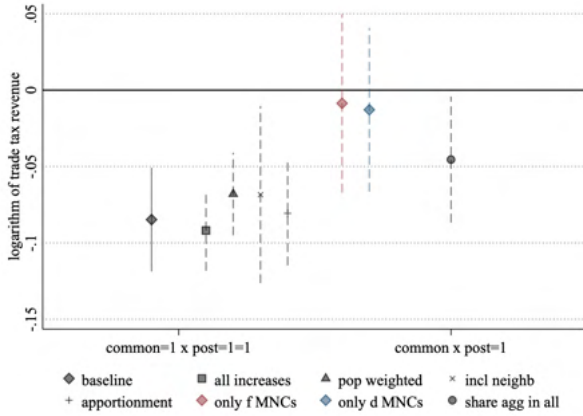 .05
0
-.05
-.1
-.15
logarithm of trade tax revenue
common=1 x post=1=1
common x post=1
baseline
all increases
pop weighted
incl neighb
apportionment
only f MNCs
only d MNCs
share agg in all